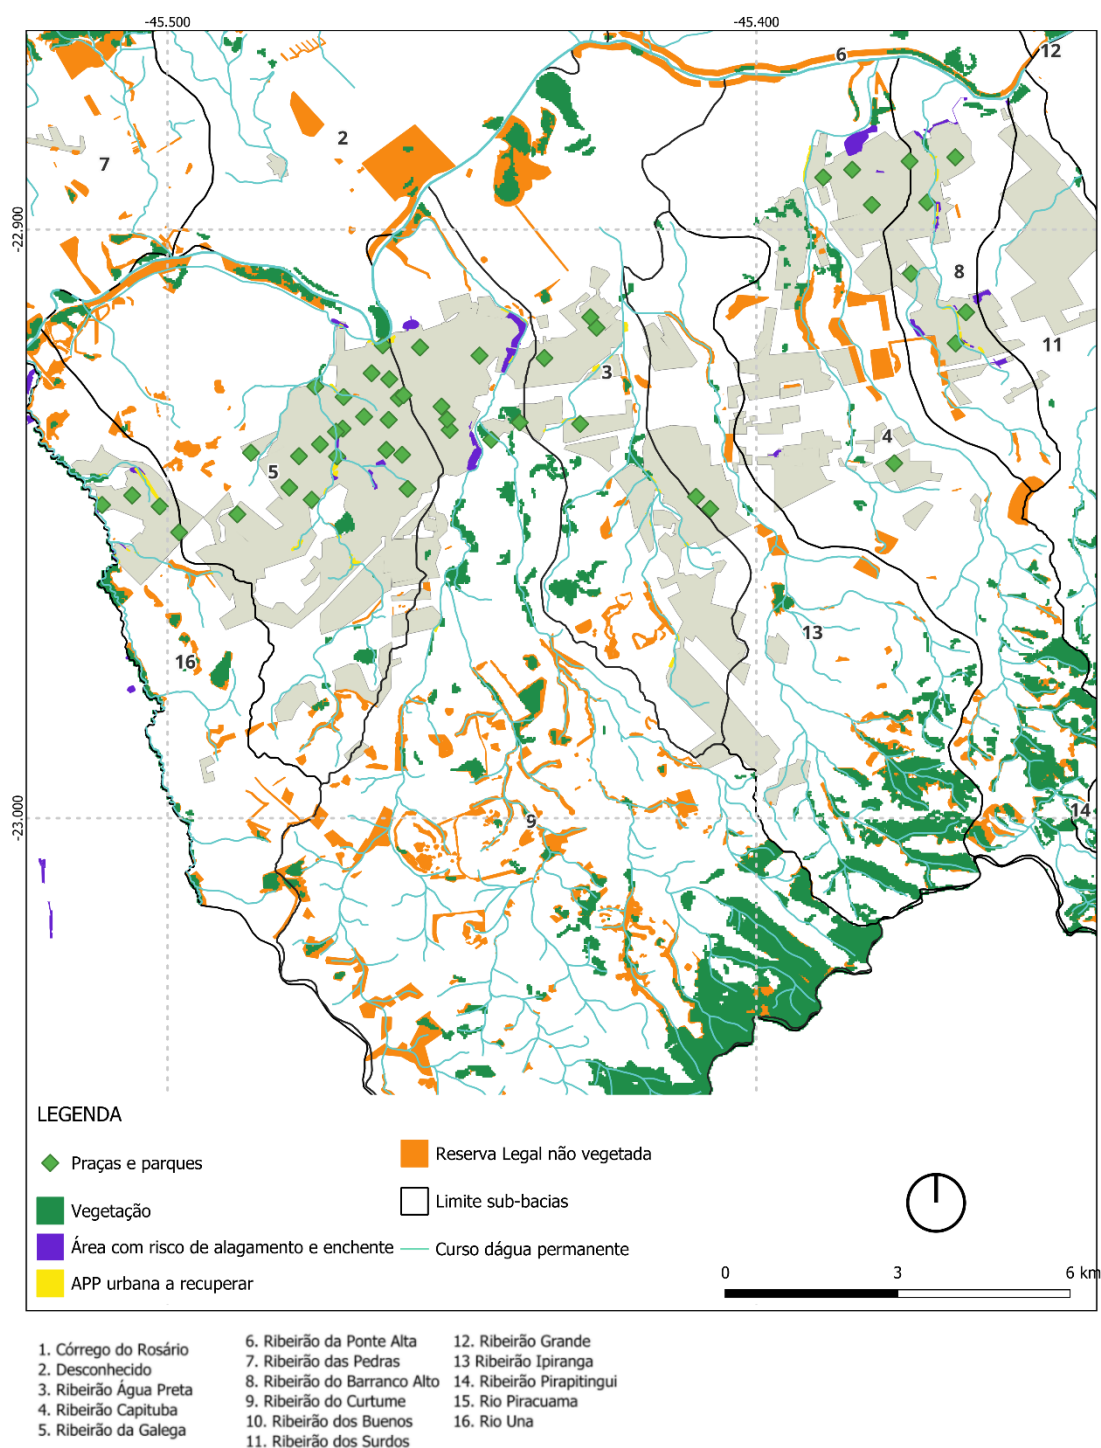 -45.500
-45.400
6
12
2
7
-22.900
8
11
3
4
5
13
16
-23.000
14
9
LEGENDA
Praças e parques
Vegetação
Área com risco de alagamento e enchente
APP urbana a recuperar
Reserva Legal não vegetada
Limite sub-bacias
Curso dágua permanente
0 3 6 km
1. Córrego do Rosário
2. Desconhecido
3. Ribeirão Água Preta
4. Ribeirão Capituba
5. Ribeirão da Galega
6. Ribeirão da Ponte Alta
7. Ribeirão das Pedras
8. Ribeirão do Barranco Alto
9. Ribeirão do Curtume
10. Ribeirão dos Buenos
11. Ribeirão dos Surdos
12. Ribeirão Grande
13 Ribeirão Ipiranga
14. Ribeirão Pirapitingui
15. Rio Piracuama
16. Rio Una